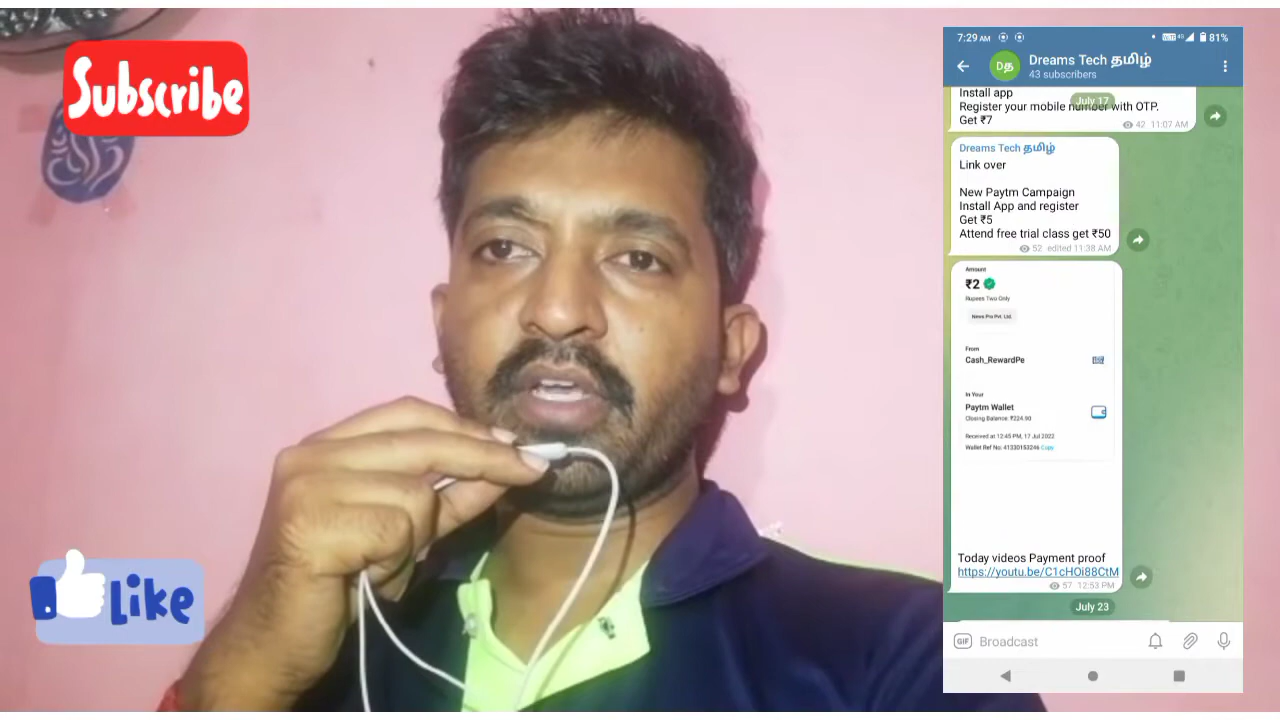 Subscribe
Like
7:29 AM
81%
Dреams Tech தமிழ்
43 subscribers
Install app
July 17
Register your mobile number with OTP.
Get ₹7
42 11:07 AM
Dreams Tech தமிழ்
Link over
New Paytm Campaign
Install App and register
Get ₹5
Attend free trial class get ₹50
52 edited 11:38 AM
Amount
₹2
Rupees Two Only
News Pro Pvt. Ltd.
From
Cash_RewardPe
In Your
Paytm Wallet
Closing Balance: ₹224.90
Received at 12:45 PM, 17 Jul 2022
Wallet Ref No: 41330153246 Copy
Today videos Payment proof
https://youtu.be/C1cHOi88CtM
57 12:53 PM
July 23
GIF Broadcast